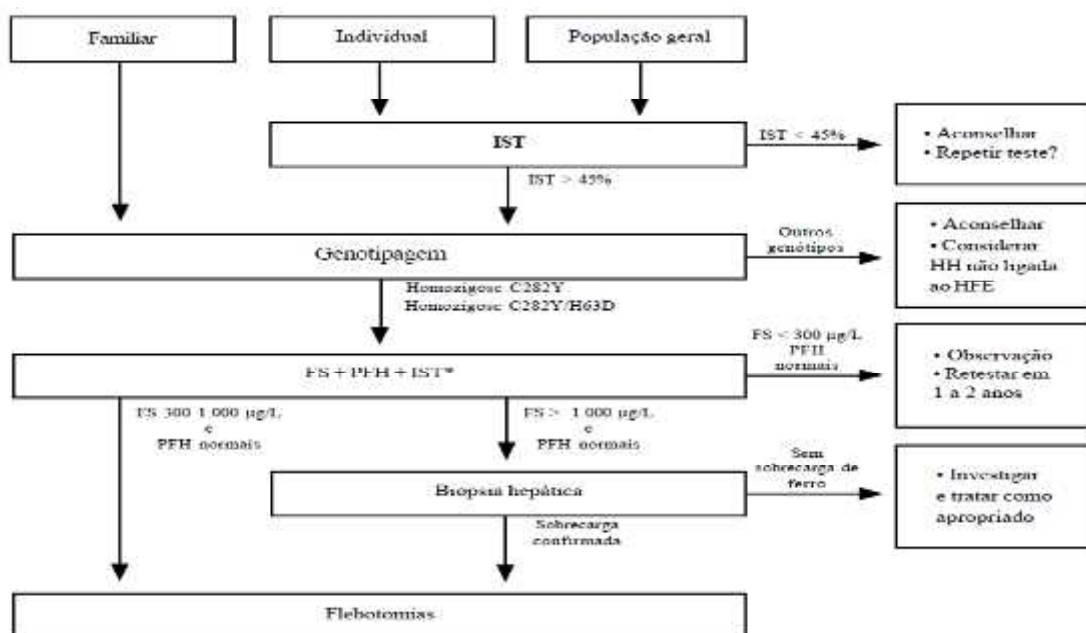 Familiar
Individual
População geral
IST
IST < 45%
• Aconselhar
• Repetir teste?
IST > 45%
Genotipagem
Outros
genótipos
• Aconselhar
• Considerar
HH não ligada
ao HFE
Homozigose C282Y
Homozigose C282Y/H63D
FS + PFH + IST*
FS < 300 µg/L
PFH
normais
• Observação
• Retestar em
1 a 2 anos
FS 300 1 000 µg/L
e
PFH normais
FS > 1 000 µg/L
e
PFH normais
Biópsia hepática
Sem
sobrecarga de
ferro
• Investigar
e tratar como
apropriado
Sobrecarga
confirmada
Flebotomias